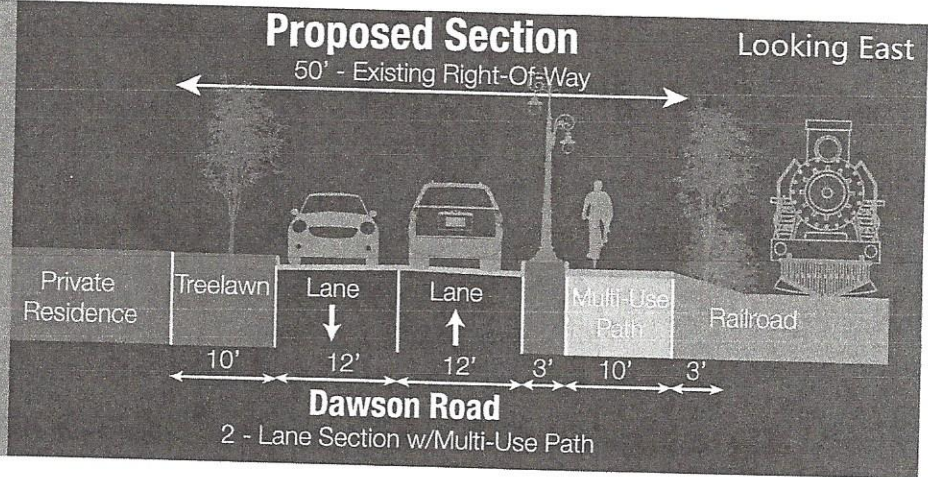 Proposed Section
Looking East
50' - Existing Right-Of-Way
Private
Residence
Treelawn
Lane
Lane
Multi-Use
Path
Railroad
10'
12'
12'
3'
10'
3'
Dawson Road
2 - Lane Section w/Multi-Use Path